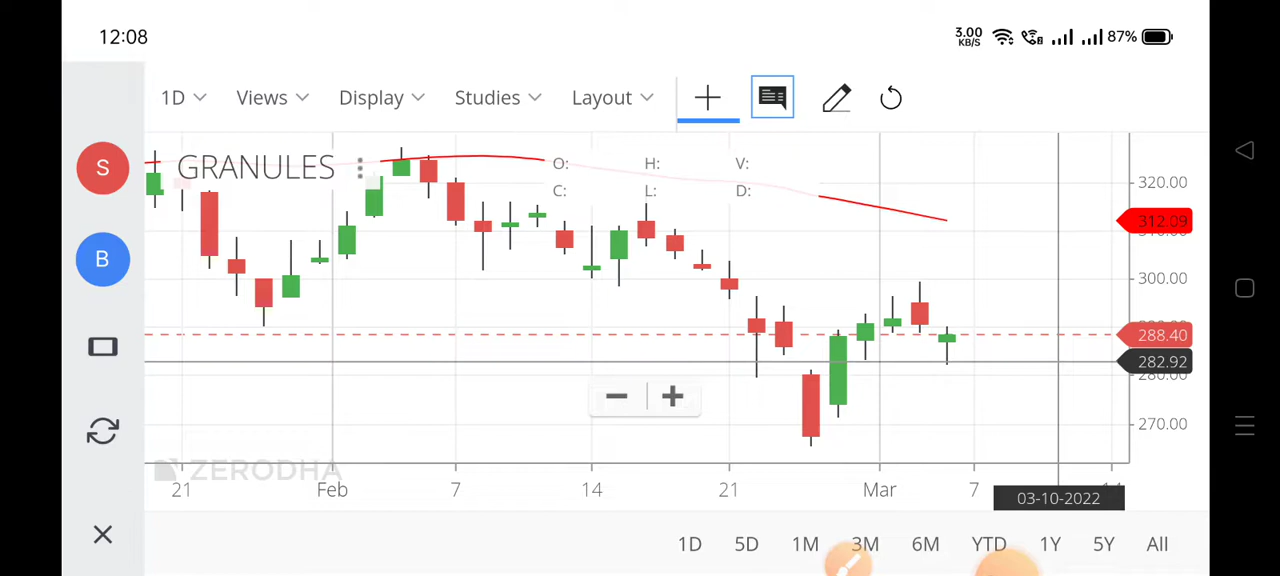 12:08
3.00 KB/S
87%
1D Views Display Studies Layout
S
GRANULES
O: H: V:
C: L: D:
B
320.00
312.09
300.00
288.40
282.92
280.00
270.00
ZERODHA
21 Feb 7 14 21 Mar 7
03-10-2022
1D 5D 1M 3M 6M YTD 1Y 5Y All